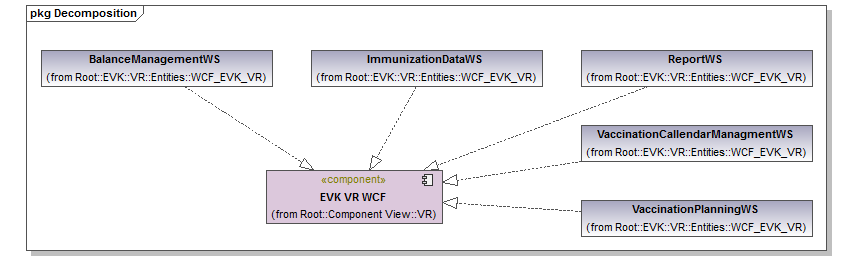 pkg Decomposition
BalanceManagementWS
(from Root::EVK::VR::Entities::WCF_EVK_VR)
ImmunizationDataWS
(from Root::EVK::VR::Entities::WCF_EVK_VR)
ReportWS
(from Root::EVK::VR::Entities::WCF_EVK_VR)
VaccinationCallendarManagmentWS
(from Root::EVK::VR::Entities::WCF_EVK_VR)
«component»
EVK VR WCF
(from Root::Component View::VR)
VaccinationPlanningWS
(from Root::EVK::VR::Entities::WCF_EVK_VR)